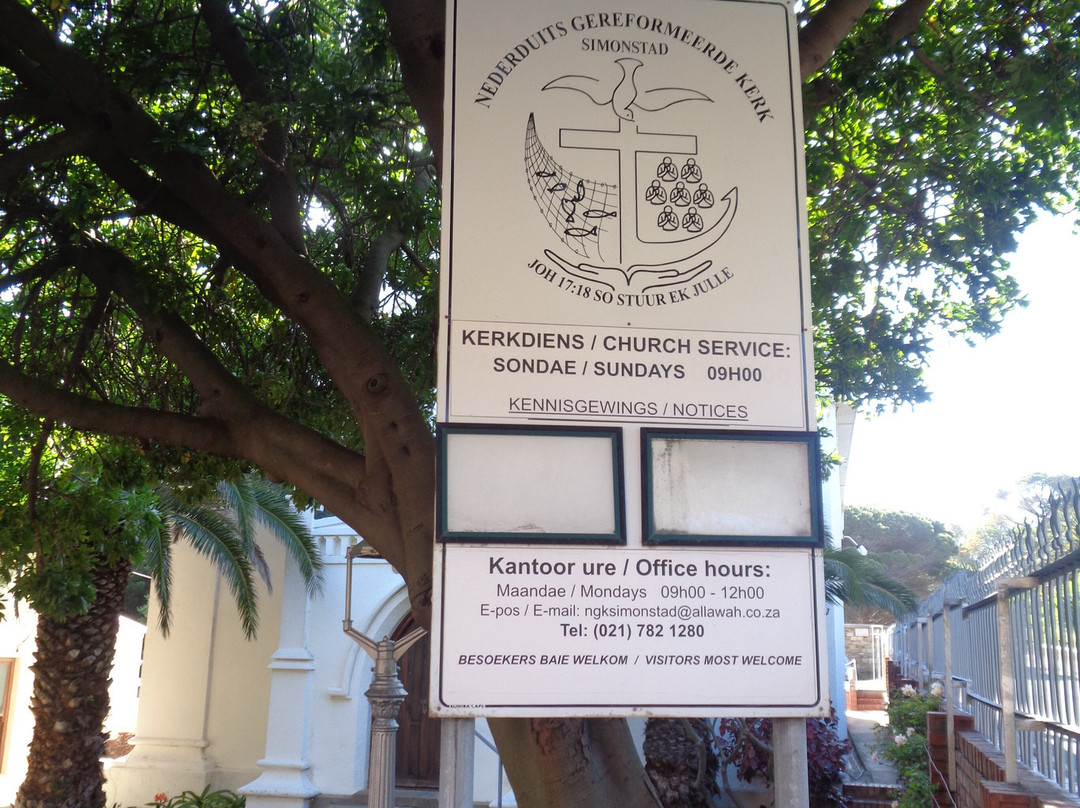 NEDERDUITS GEREFORMEERDE KERK
SIMONSTAD
JOH 17:18 SO STUUR EK JULLE
KERKDIENS / CHURCH SERVICE:
SONDAE / SUNDAYS 09H00
KENNISGEWINGS / NOTICES
Kantoor ure / Office hours:
Maandae / Mondays 09h00 - 12h00
E-pos / E-mail: ngksimonstad@allawah.co.za
Tel: (021) 782 1280
BESOEKERS BAIE WELKOM / VISITORS MOST WELCOME